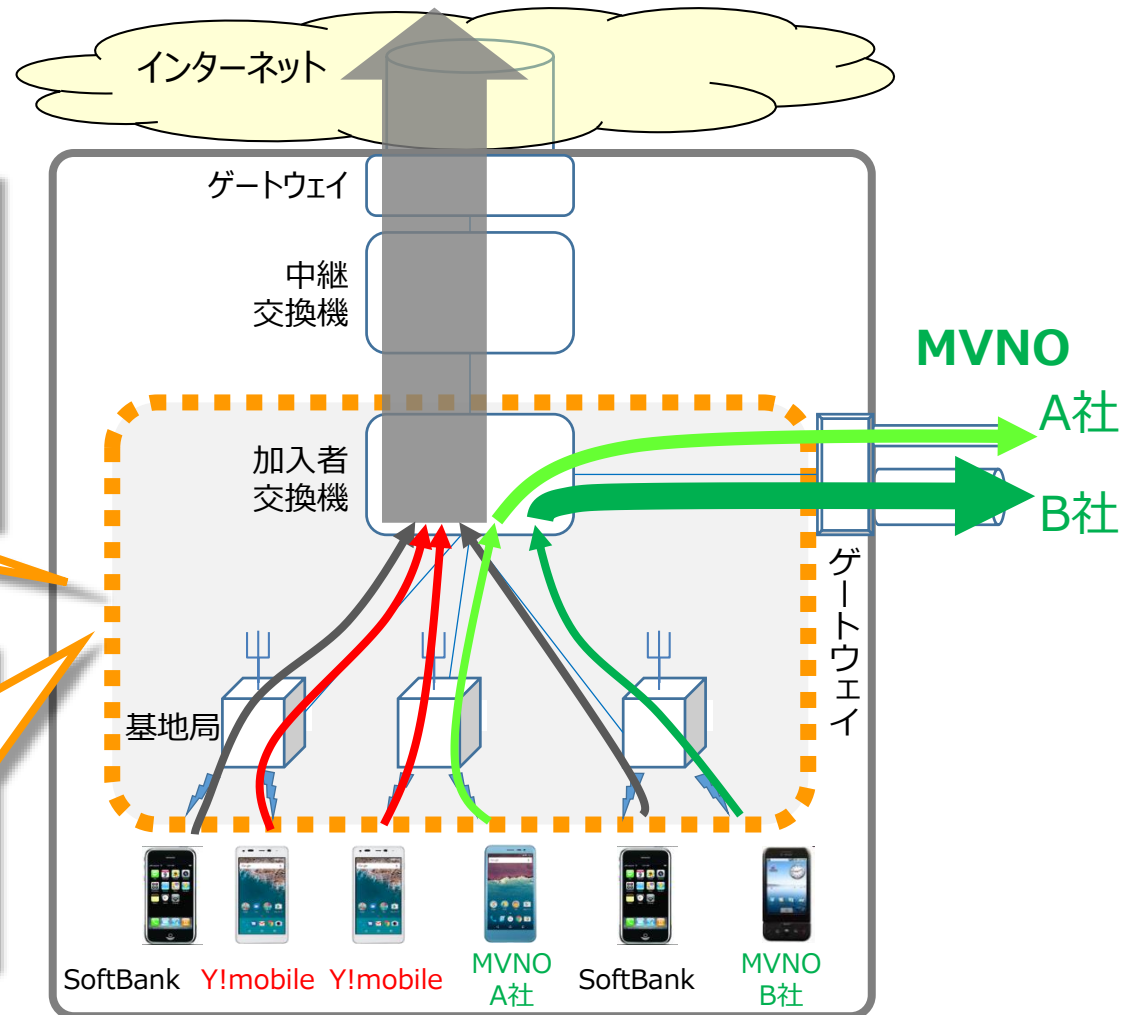 インターネット
ゲートウェイ
中継
交換機
MVNO
A社
加入者
交換機
B社
ゲートウェイ
基地局
SoftBank
Y!mobile
Y!mobile
MVNO
A社
SoftBank
MVNO
B社